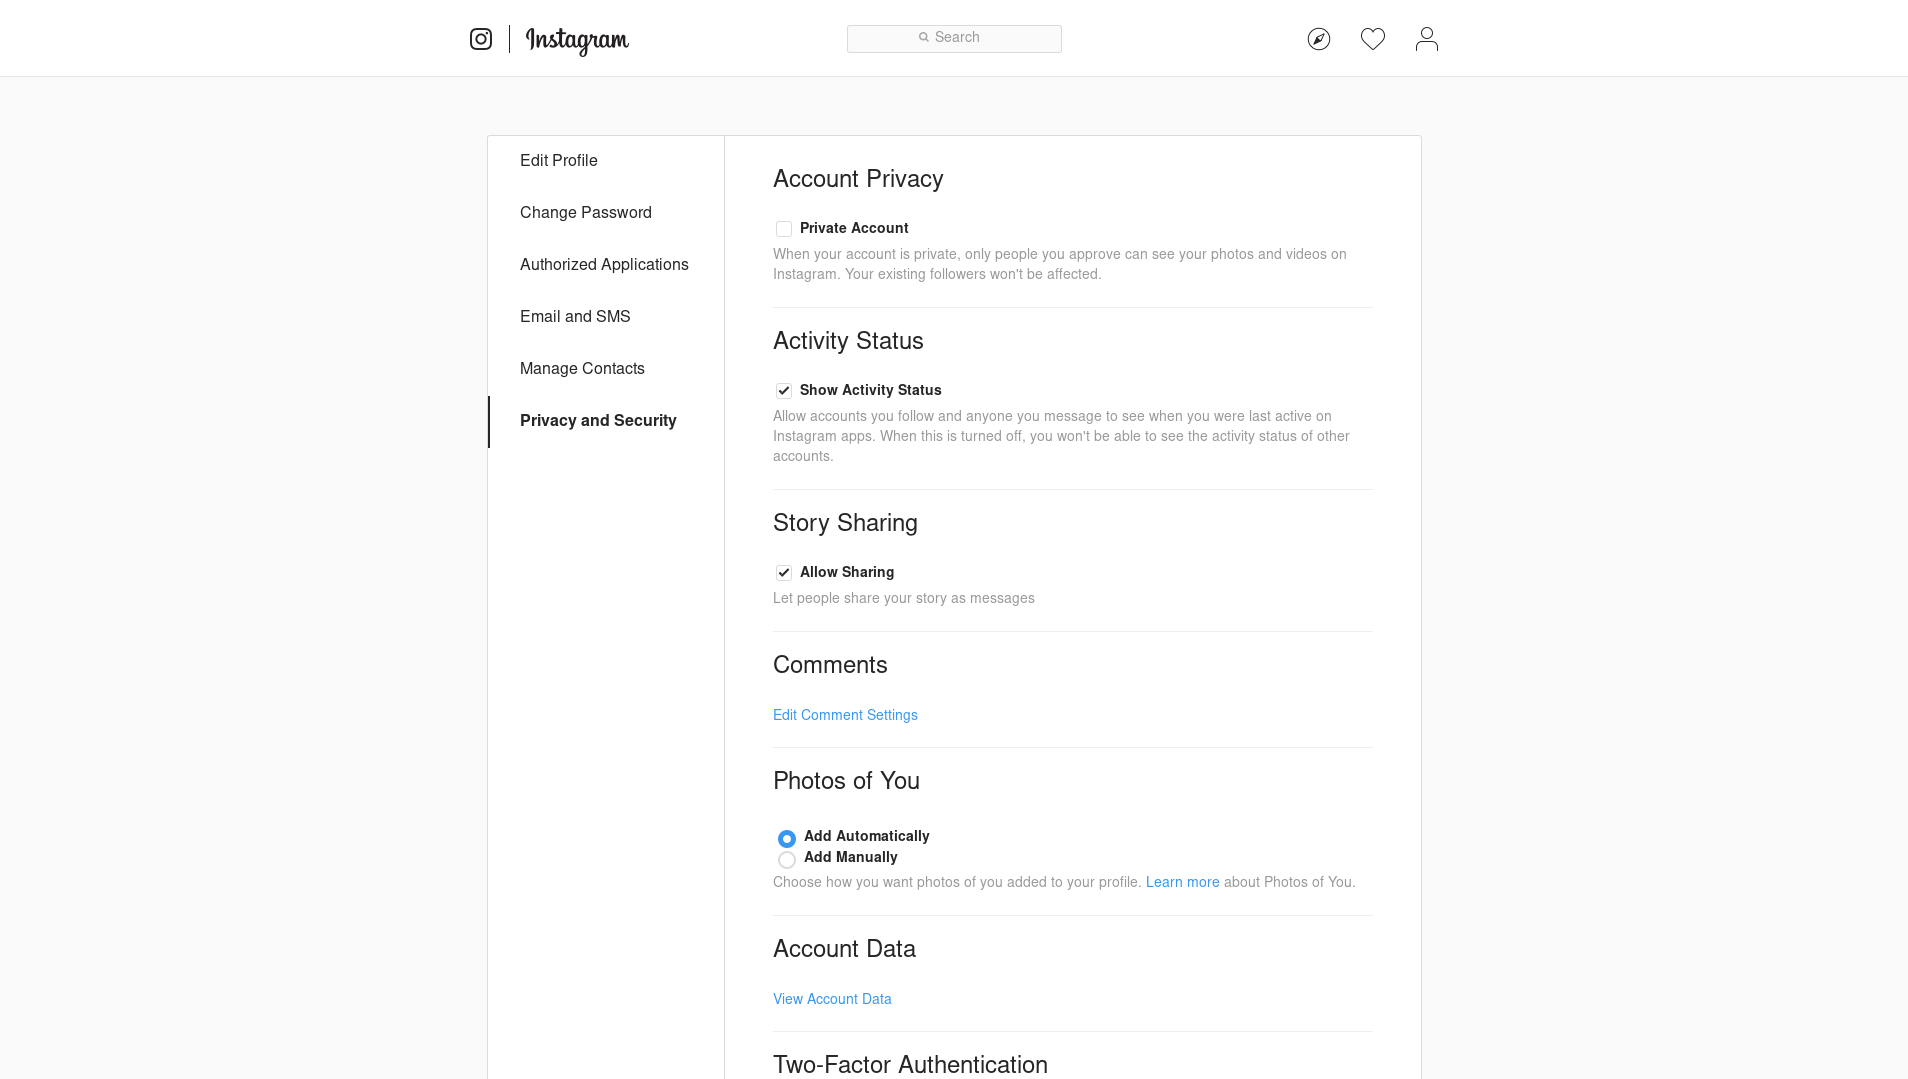 Instagram
Search
Edit Profile
Change Password
Authorized Applications
Email and SMS
Manage Contacts
Privacy and Security
Account Privacy
Private Account
When your account is private, only people you approve can see your photos and videos on
Instagram. Your existing followers won't be affected.
Activity Status
Show Activity Status
Allow accounts you follow and anyone you message to see when you were last active on
Instagram apps. When this is turned off, you won't be able to see the activity status of other
accounts.
Story Sharing
Allow Sharing
Let people share your story as messages
Comments
Edit Comment Settings
Photos of You
Add Automatically
Add Manually
Choose how you want photos of you added to your profile. Learn more about Photos of You.
Account Data
View Account Data
Two-Factor Authentication